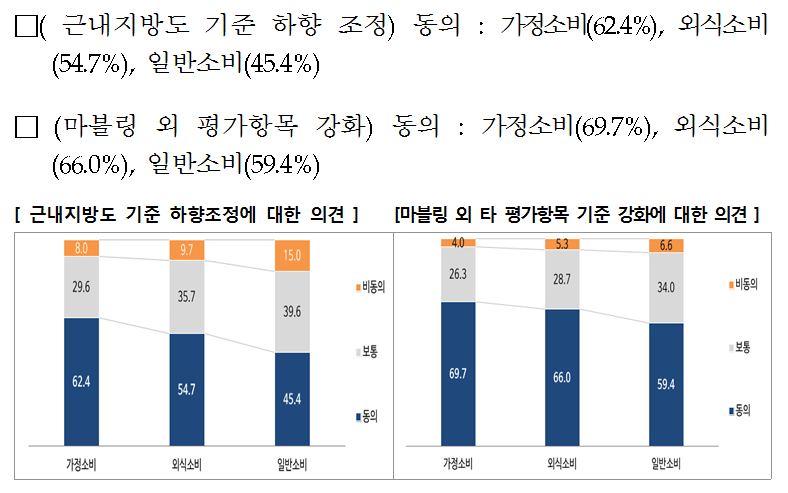 □( 근내지방도 기준 하향 조정) 동의 : 가정소비(62.4%), 외식소비
(54.7%), 일반소비(45.4%)
□ (마블링 외 평가항목 강화) 동의 : 가정소비(69.7%), 외식소비
(66.0%), 일반소비(59.4%)
[ 근내지방도 기준 하향조정에 대한 의견 ]
8.0 9.7 15.0
29.6 35.7 39.6
62.4 54.7 45.4
비동의
보통
동의
가정소비 외식소비 일반소비
[마블링 외 타 평가항목 기준 강화에 대한 의견 ]
4.0 5.3 6.6
26.3 28.7 34.0
69.7 66.0 59.4
비동의
보통
동의
가정소비 외식소비 일반소비